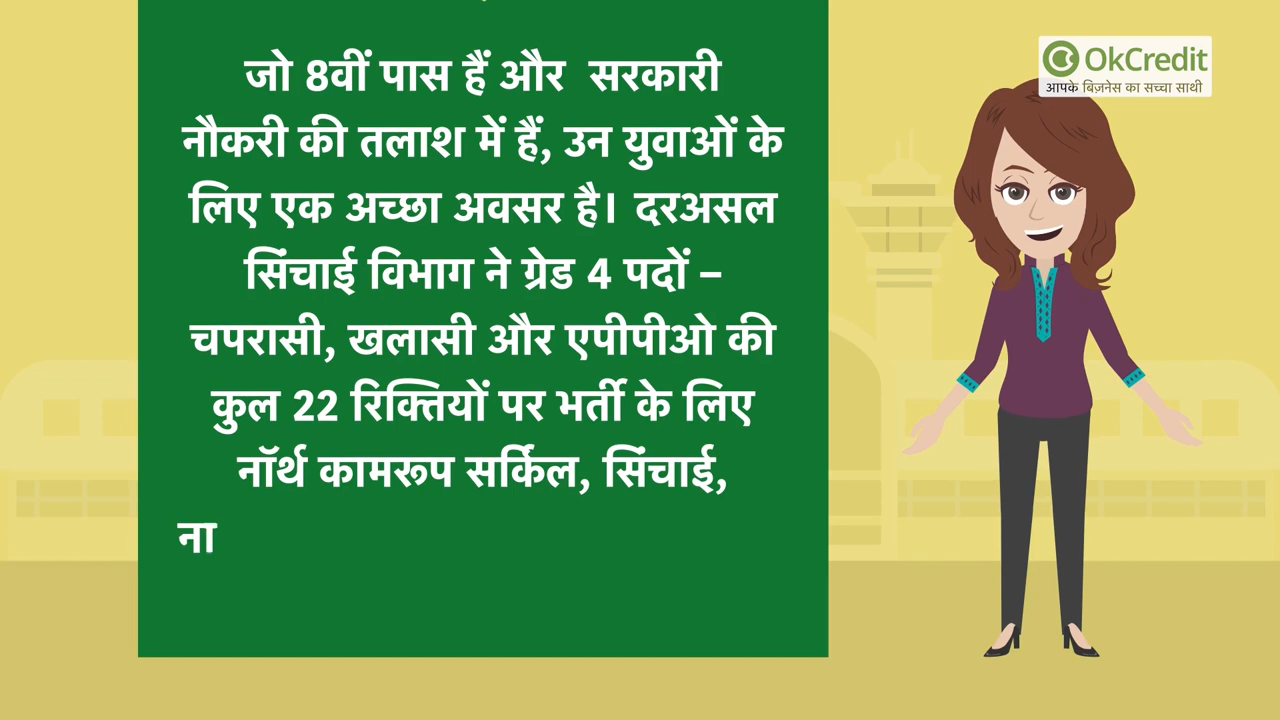 OkCredit
आपके बिज़नेस का सच्चा साथी
जो 8वीं पास हैं और सरकारी
नौकरी की तलाश में हैं, उन युवाओं के
लिए एक अच्छा अवसर है। दरअसल
सिंचाई विभाग ने ग्रेड 4 पदों –
चपरासी, खलासी और एपीपीओ की
कुल 22 रिक्तियों पर भर्ती के लिए
नॉर्थ कामरूप सर्किल, सिंचाई,
ना